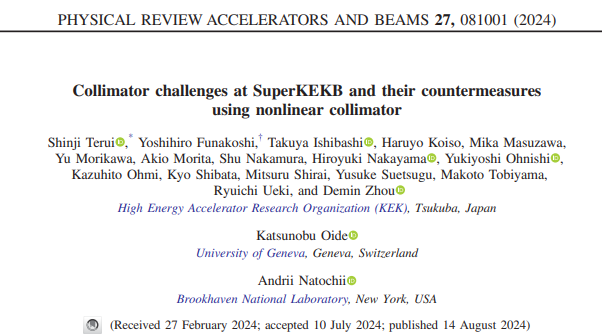 PHYSICAL REVIEW ACCELERATORS AND BEAMS 27, 081001 (2024)
Collimator challenges at SuperKEKB and their countermeasures
using nonlinear collimator
Shinji Terui,* Yoshihiro Funakoshi,† Takuya Ishibashi, Haruyo Koiso, Mika Masuzawa,
Yu Morikawa, Akio Morita, Shu Nakamura, Hiroyuki Nakayama, Yukiyoshi Ohnishi,
Kazuhito Ohmi, Kyo Shibata, Mitsuru Shirai, Yusuke Suetsugu, Makoto Tobiyama,
Ryuichi Ueki, and Demin Zhou
High Energy Accelerator Research Organization (KEK), Tsukuba, Japan
Katsunobu Oide
University of Geneva, Geneva, Switzerland
Andrii Natochii
Brookhaven National Laboratory, New York, USA
(Received 27 February 2024; accepted 10 July 2024; published 14 August 2024)